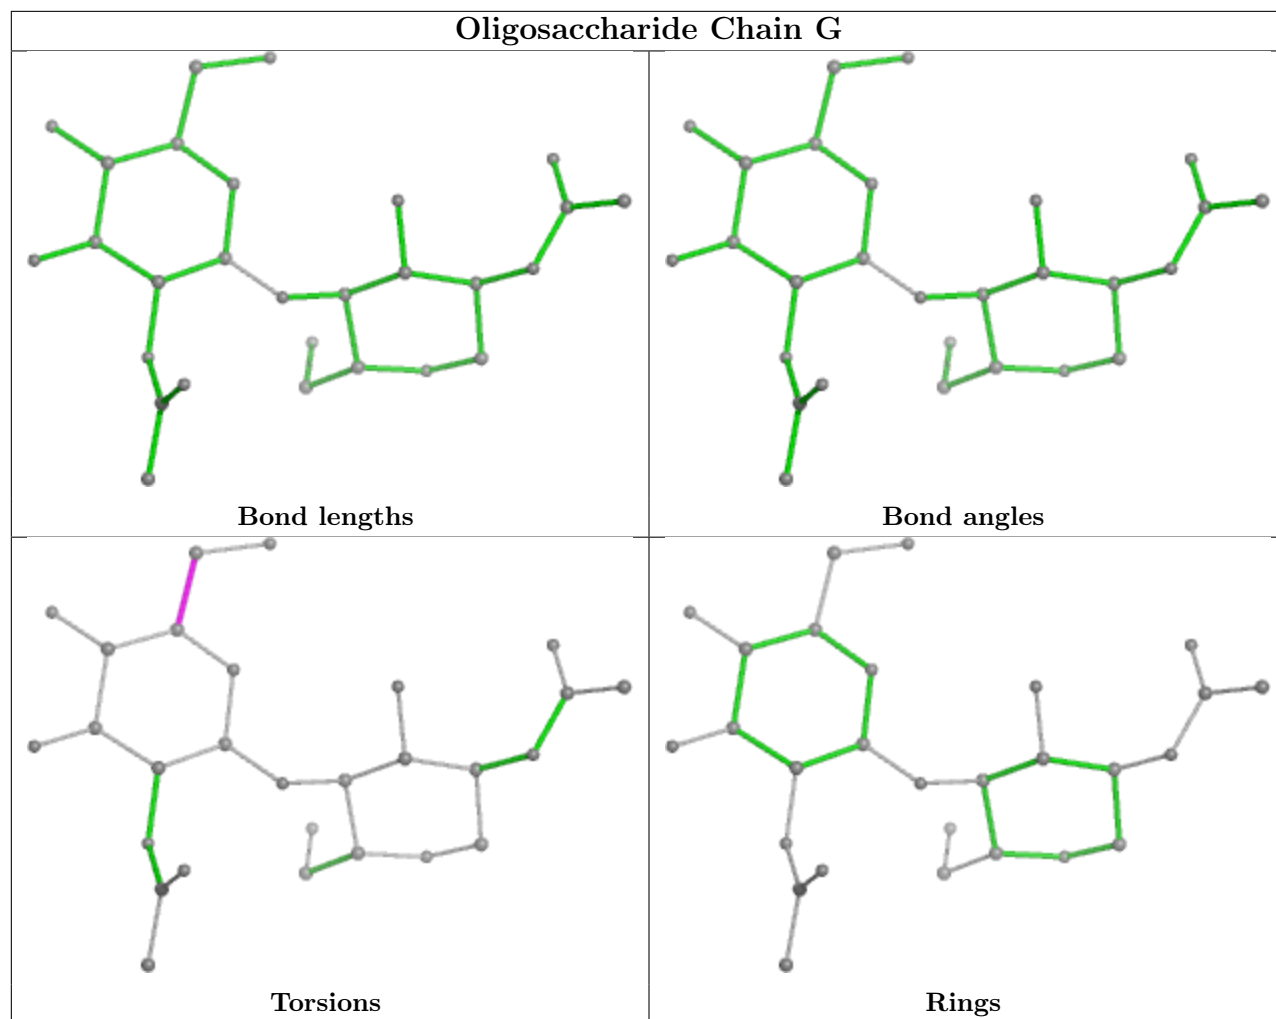 Oligosaccharide Chain G
Bond lengths
Bond angles
Torsions
Rings